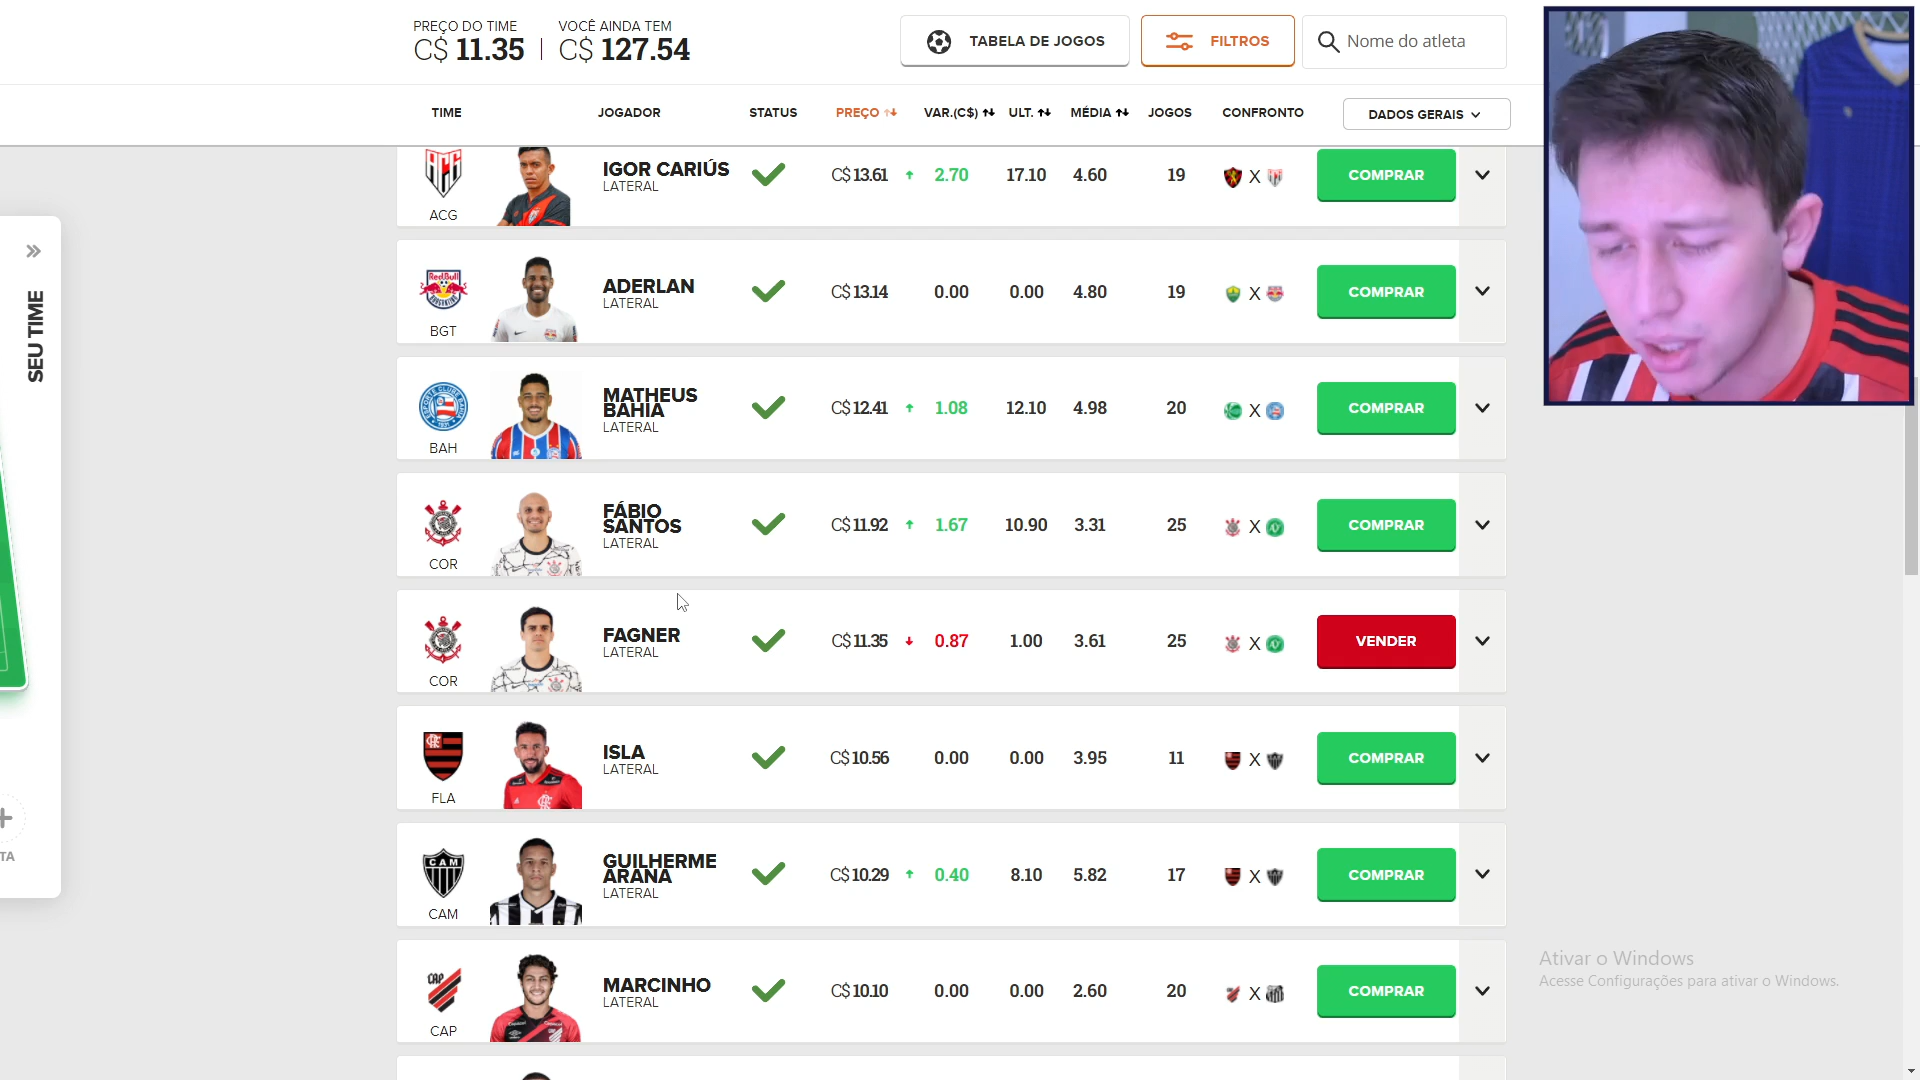 PREÇO DO TIME
C$ 11.35
VOCÊ AINDA TEM
C$ 127.54
TABELA DE JOGOS
FILTROS
Nome do atleta
TIME JOGADOR STATUS PREÇO VAR.(C$) ULT. MÉDIA JOGOS CONFRONTO DADOS GERAIS
SEU TIME
TA
ACG
IGOR CARIÚS
LATERAL
C$ 13.61 2.70 17.10 4.60 19 X COMPRAR
BGT
ADERLAN
LATERAL
C$ 13.14 0.00 0.00 4.80 19 X COMPRAR
BAH
MATHEUS
BAHIA
LATERAL
C$ 12.41 1.08 12.10 4.98 20 X COMPRAR
COR
FÁBIO
SANTOS
LATERAL
C$ 11.92 1.67 10.90 3.31 25 X COMPRAR
COR
FAGNER
LATERAL
C$ 11.35 0.87 1.00 3.61 25 X VENDER
FLA
ISLA
LATERAL
C$ 10.56 0.00 0.00 3.95 11 X COMPRAR
CAM
CAM
GUILHERME
ARANA
LATERAL
C$ 10.29 0.40 8.10 5.82 17 X COMPRAR
CAP
CAP
MARCINHO
LATERAL
C$ 10.10 0.00 0.00 2.60 20 X COMPRAR
Ativar o Windows
Acesse Configurações para ativar o Windows.